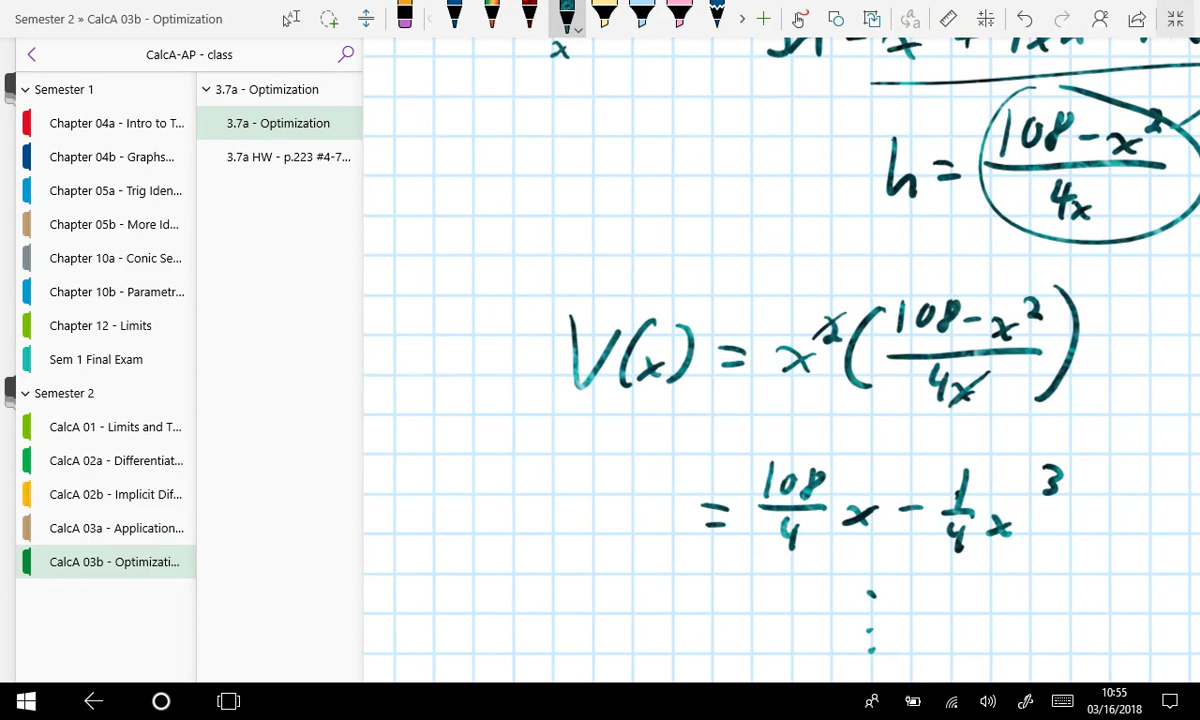 Semester 2 » CalcA 03b - Optimization
CalcA-AP - class
Semester 1
Chapter 04a - Intro to T...
Chapter 04b - Graphs...
Chapter 05a - Trig Iden...
Chapter 05b - More Id...
Chapter 10a - Conic Se...
Chapter 10b - Parametr...
Chapter 12 - Limits
Sem 1 Final Exam
Semester 2
CalcA 01 - Limits and T...
CalcA 02a - Differentiat...
CalcA 02b - Implicit Dif...
CalcA 03a - Application...
CalcA 03b - Optimizati...
3.7a - Optimization
3.7a - Optimization
3.7a HW - p.223 #4-7...
x
h = (108 - x²)/(4x)
V(x) = x²((108 - x²)/(4x))
= 108/4 x - 1/4 x³
⋮
10:55
03/16/2018